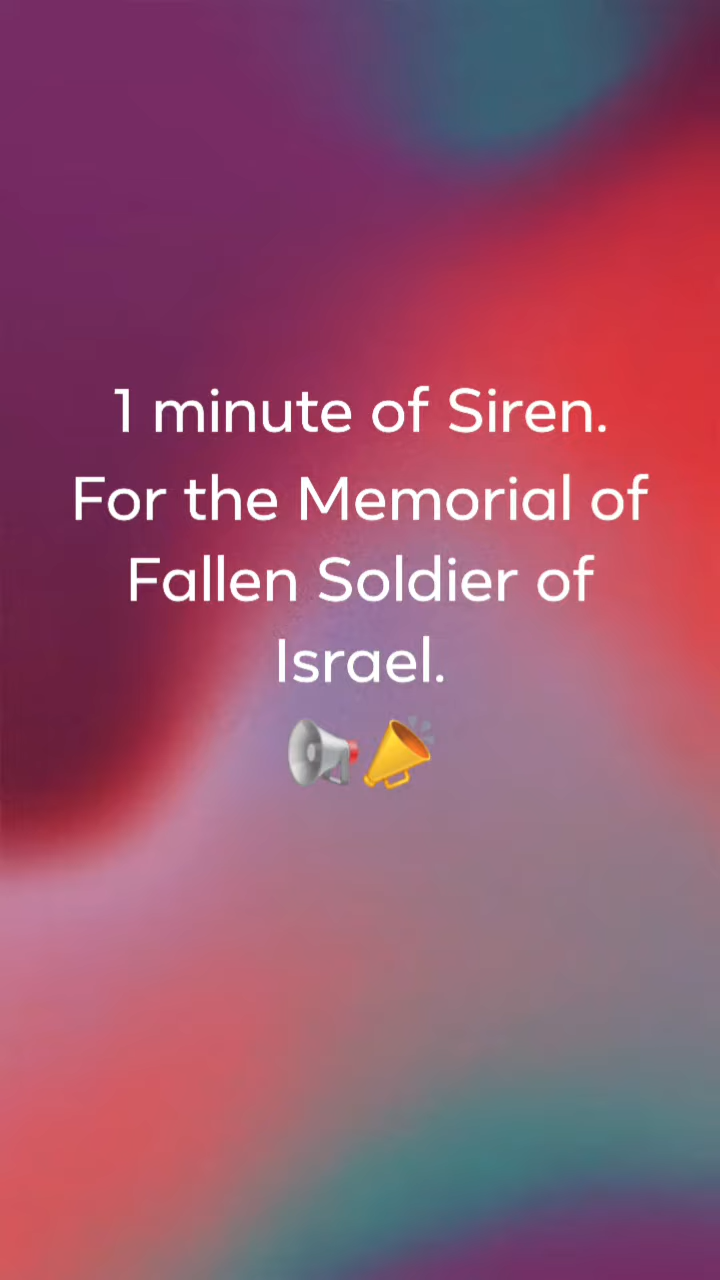 1 minute of Siren.
For the Memorial of
Fallen Soldier of
Israel.